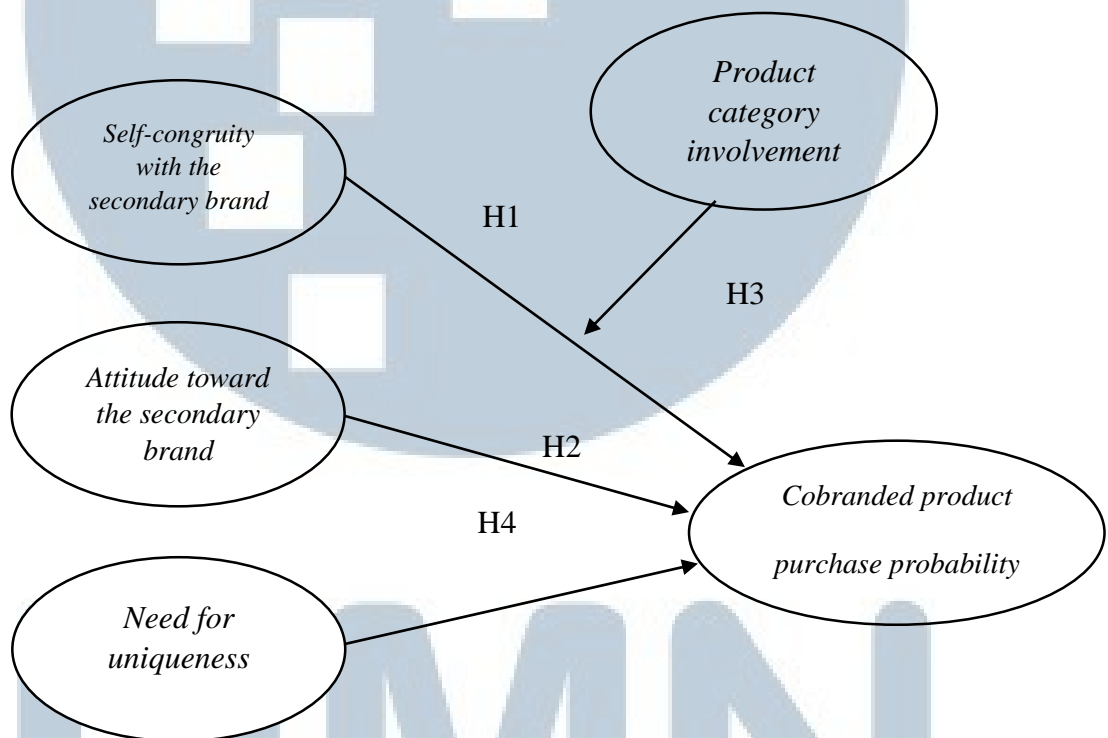 Product
category
involvement
Self-congruity
with the
secondary brand
H1
H3
Attitude toward
the secondary
brand
H2
Cobranded product
H4
purchase probability
Need for
uniqueness
UMN